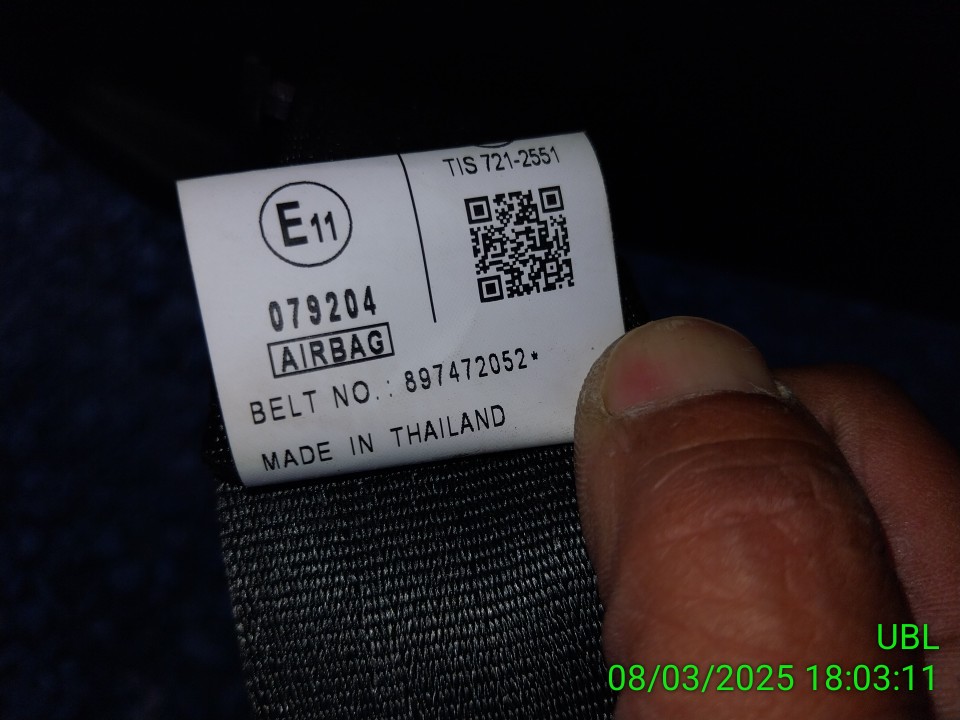 E11
079204
AIRBAG
BELT NO.: 897472052*
MADE IN THAILAND
TIS 721-2551
UBL
08/03/2025 18:03:11